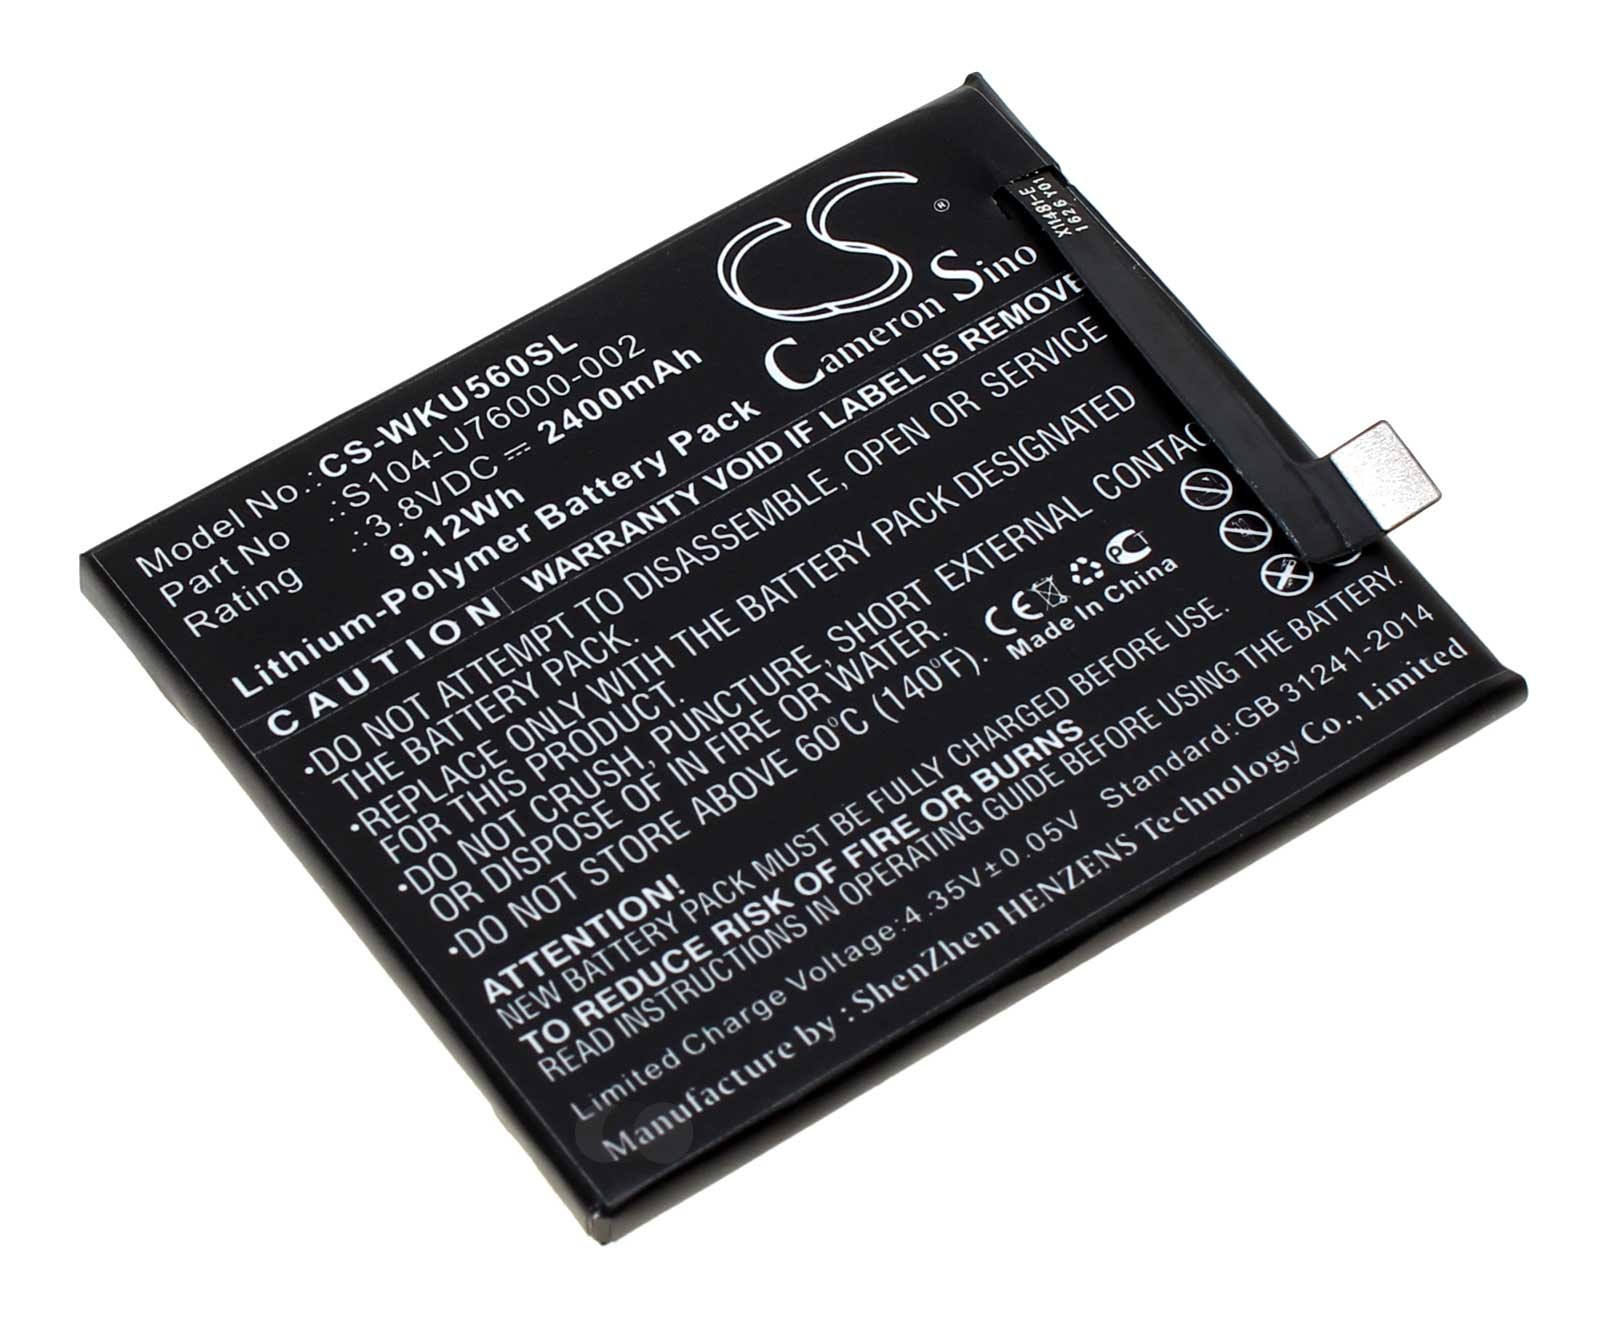 CS
®
Cameron Sino
X11481-E
1626 Y01
Model No.:CS-WKU560SL
Part No :S104-U76000-002
Rating :3.8VDC 2400mAh
9.12Wh
Lithium-Polymer Battery Pack
CAUTION WARRANTY VOID IF LABEL IS REMOVE
•DO NOT ATTEMPT TO DISASSEMBLE, OPEN OR SERVICE
THE BATTERY PACK.
•REPLACE ONLY WITH THE BATTERY PACK DESIGNED
FOR THIS PRODUCT.
•DO NOT CRUSH, PUNCTURE, SHORT EXTERNAL CONTACTS,
OR DISPOSE OF IN FIRE OR WATER.
•DO NOT STORE ABOVE 60°C (140°F).
CE
Made In China
ATTENTION!
NEW BATTERY PACK MUST BE FULLY CHARGED BEFORE USE.
TO REDUCE RISK OF FIRE OR BURNS
READ INSTRUCTIONS IN OPERATING GUIDE BEFORE USING THE BATTERY.
Limited Charge Voltage:4.35V±0.05V Standard:GB 31241-2014
Manufacture by : ShenZhen HENZENS Technology Co., Limited